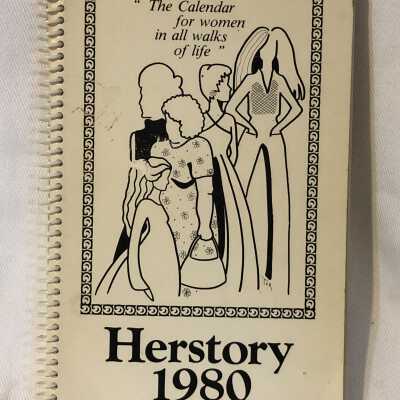 " The Calendar
for women
in all walks
of life "
Herstory
1980